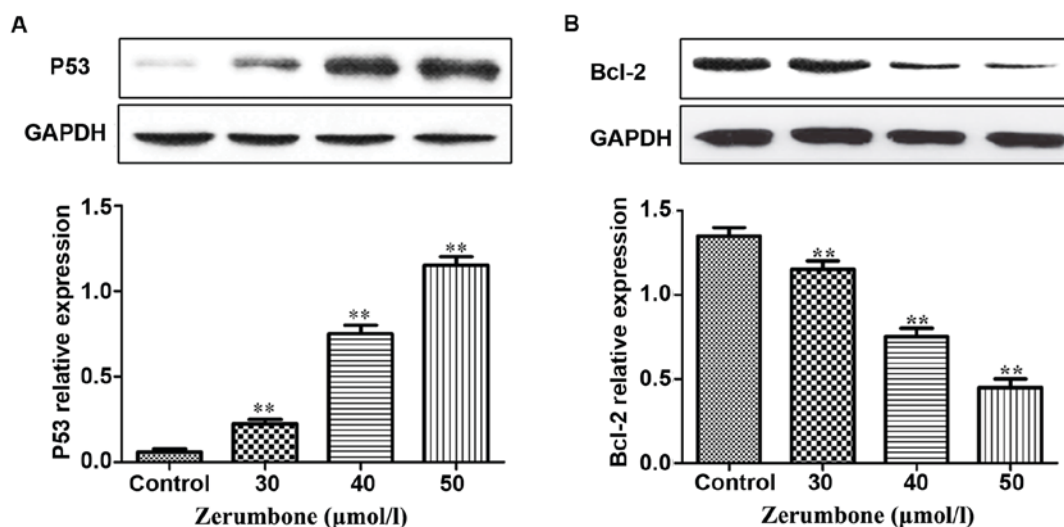 A
P53
GAPDH
P53 relative expression
1.5
1.0
0.5
0.0
**
**
**
Control 30 40 50
Zerumbone (µmol/l)
B
Bcl-2
GAPDH
Bcl-2 relative expression
1.5
1.0
0.5
0.0
**
**
**
Control 30 40 50
Zerumbone (µmol/l)